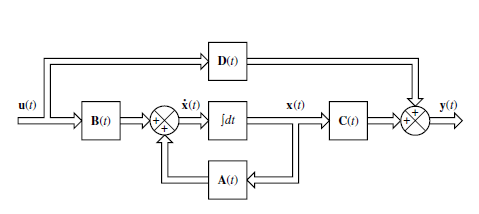 D(t)
u(t)
B(t)
ẋ(t)
∫dt
x(t)
C(t)
y(t)
+
+
+
+
A(t)